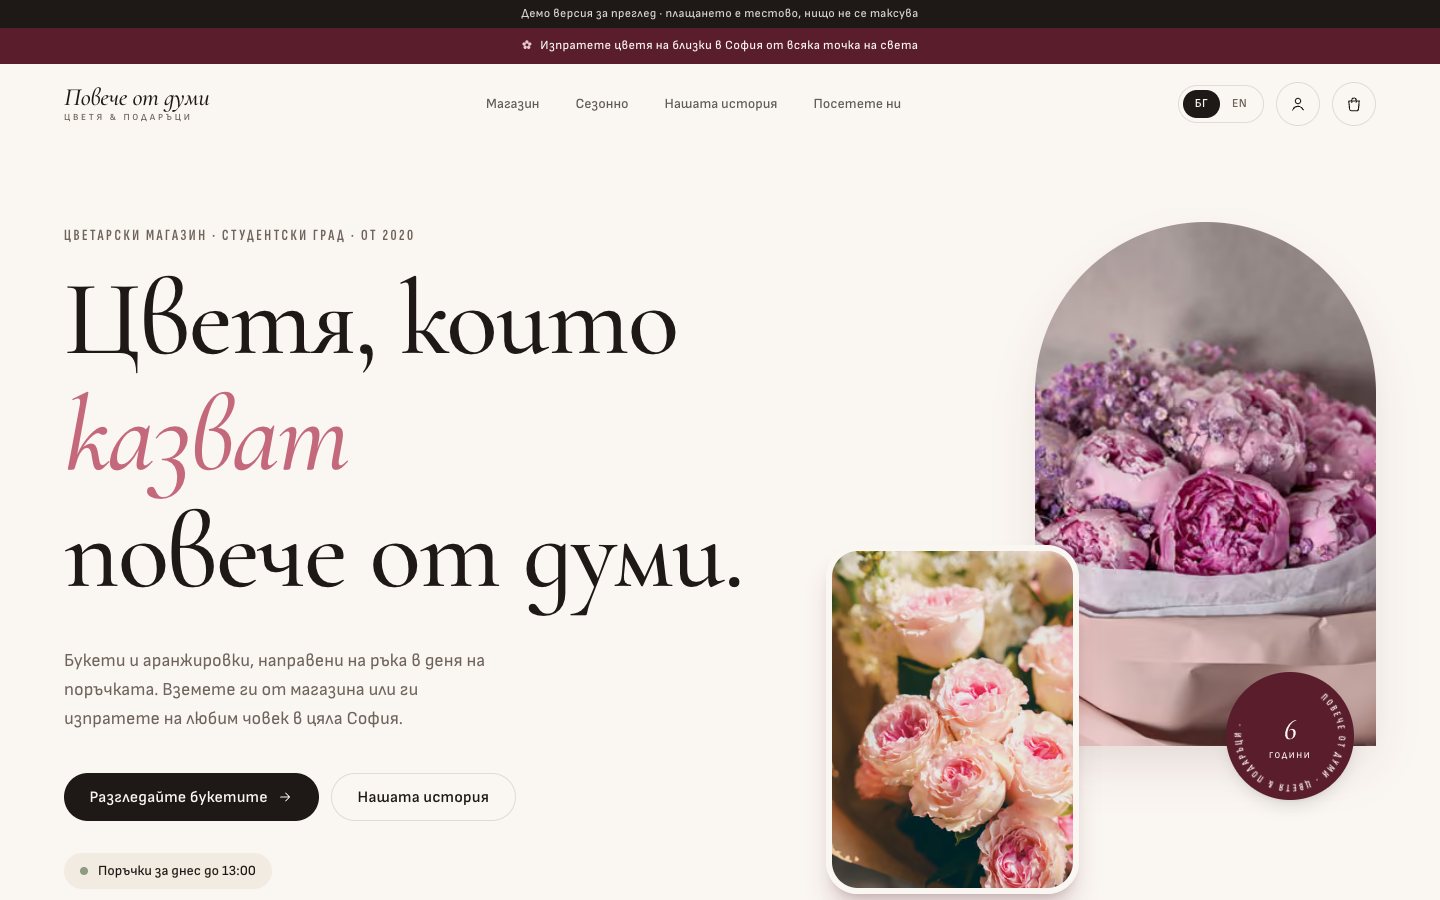 Демо версия за преглед · плащането е тестово, нищо не се таксува
✿ Изпратете цветя на близки в София от всяка точка на света
Повече от думи
ЦВЕТЯ & ПОДАРЪЦИ
Магазин
Сезонно
Нашата история
Посетете ни
БГ
EN
ЦВЕТАРСКИ МАГАЗИН · СТУДЕНТСКИ ГРАД · ОТ 2020
Цветя, които
казват
повече от думи.
Букети и аранжировки, направени на ръка в деня на
поръчката. Вземете ги от магазина или ги
изпратете на любим човек в цяла София.
Разгледайте букетите →
Нашата история
Поръчки за днес до 13:00
ПОВЕЧЕ ОТ ДУМИ · ЦВЕТЯ & ПОДАРЪЦИ ·
6
ГОДИНИ